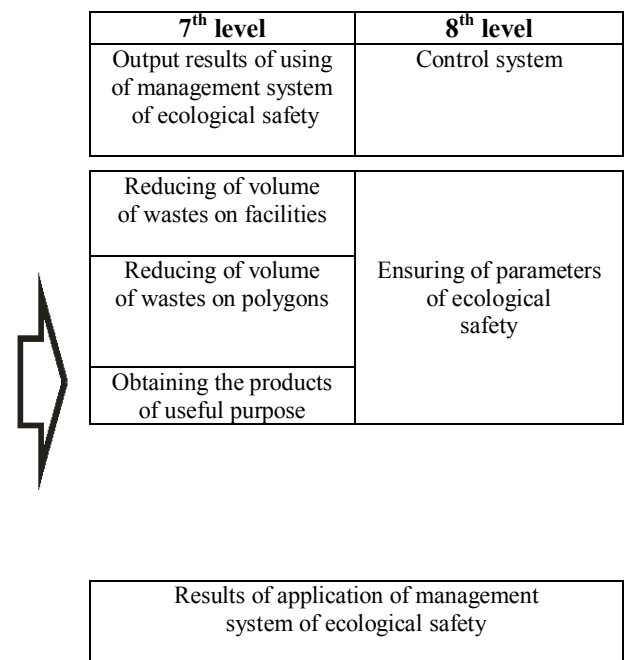 7th level
8th level
Output results of using
of management system
of ecological safety
Control system
Reducing of volume
of wastes on facilities
Reducing of volume
of wastes on polygons
Obtaining the products
of useful purpose
Ensuring of parameters
of ecological
safety
Results of application of management
system of ecological safety